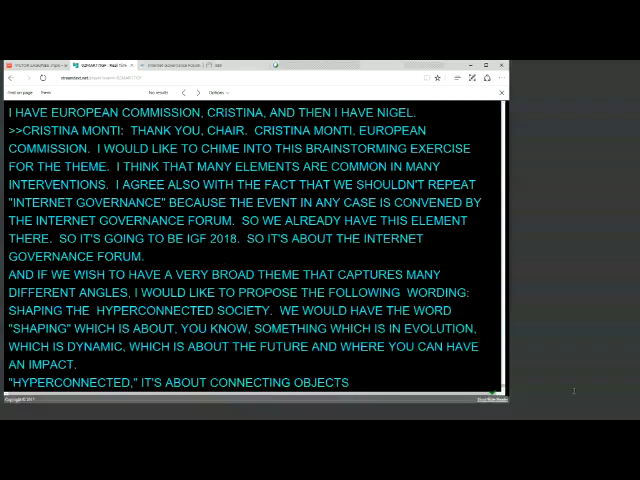 streamtext.net
Find on page
No results
Options
I HAVE EUROPEAN COMMISSION, CRISTINA, AND THEN I HAVE NIGEL.
>>CRISTINA MONTI:  THANK YOU, CHAIR.  CRISTINA MONTI, EUROPEAN
COMMISSION.  I WOULD LIKE TO CHIME INTO THIS BRAINSTORMING EXERCISE
FOR THE THEME.  I THINK THAT MANY ELEMENTS ARE COMMON IN MANY
INTERVENTIONS.  I AGREE ALSO WITH THE FACT THAT WE SHOULDN'T REPEAT
"INTERNET GOVERNANCE" BECAUSE THE EVENT IN ANY CASE IS CONVENED BY
THE INTERNET GOVERNANCE FORUM.  SO WE ALREADY HAVE THIS ELEMENT
THERE.  SO IT'S GOING TO BE IGF 2018.  SO IT'S ABOUT THE INTERNET
GOVERNANCE FORUM.
AND IF WE WISH TO HAVE A VERY BROAD THEME THAT CAPTURES MANY
DIFFERENT ANGLES, I WOULD LIKE TO PROPOSE THE FOLLOWING  WORDING:
SHAPING THE  HYPERCONNECTED SOCIETY.  WE WOULD HAVE THE WORD
"SHAPING" WHICH IS ABOUT, YOU KNOW, SOMETHING WHICH IS IN EVOLUTION,
WHICH IS DYNAMIC, WHICH IS ABOUT THE FUTURE AND WHERE YOU CAN HAVE
AN IMPACT.
"HYPERCONNECTED," IT'S ABOUT CONNECTING OBJECTS